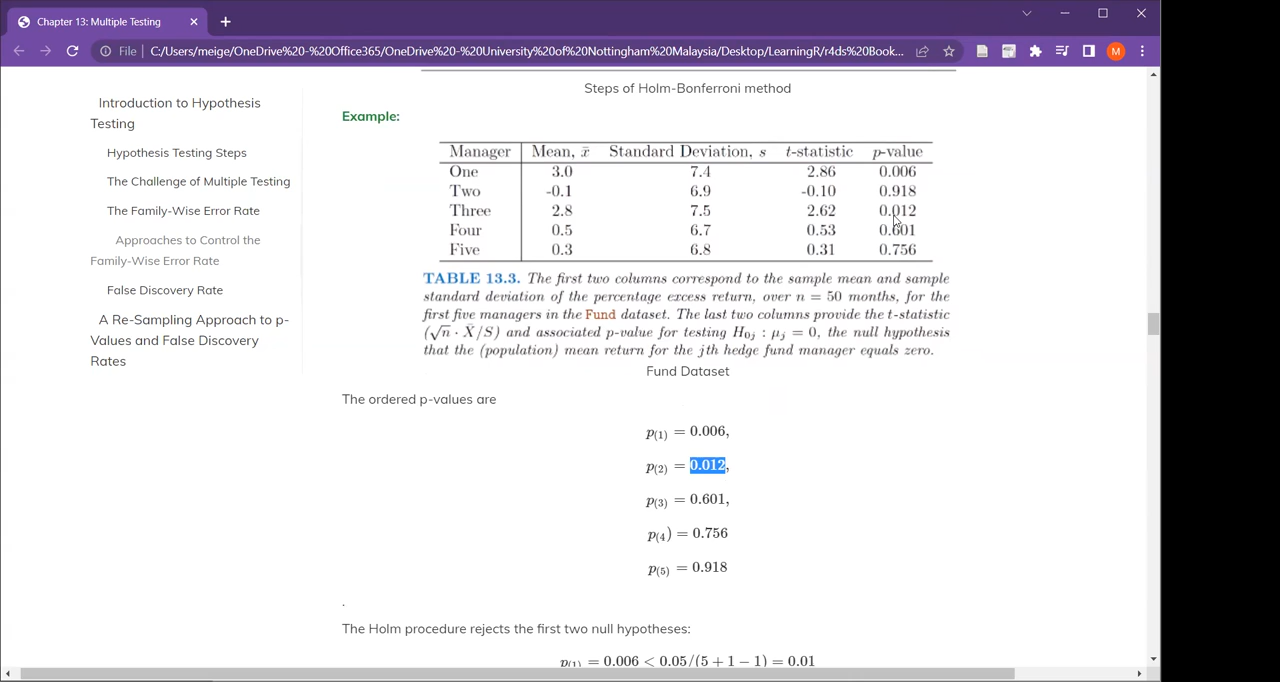 Chapter 13: Multiple Testing
File C:/Users/meige/OneDrive%20-%20Office365/OneDrive%20-%20University%20of%20Nottingham%20Malaysia/Desktop/LearningR/r4ds%20Book...
M
Introduction to Hypothesis
Testing
Hypothesis Testing Steps
The Challenge of Multiple Testing
The Family-Wise Error Rate
Approaches to Control the
Family-Wise Error Rate
False Discovery Rate
A Re-Sampling Approach to p-
Values and False Discovery
Rates
Steps of Holm-Bonferroni method
Example:
Manager Mean, x̄ Standard Deviation, s t-statistic p-value
One 3.0 7.4 2.86 0.006
Two -0.1 6.9 -0.10 0.918
Three 2.8 7.5 2.62 0.012
Four 0.5 6.7 0.53 0.601
Five 0.3 6.8 0.31 0.756
TABLE 13.3. The first two columns correspond to the sample mean and sample
standard deviation of the percentage excess return, over n = 50 months, for the
first five managers in the Fund dataset. The last two columns provide the t-statistic
(√n · X̄/S) and associated p-value for testing H₀ⱼ : μⱼ = 0, the null hypothesis
that the (population) mean return for the jth hedge fund manager equals zero.
Fund Dataset
The ordered p-values are
p(1) = 0.006,
p(2) = 0.012,
p(3) = 0.601,
p(4) = 0.756
p(5) = 0.918
.
The Holm procedure rejects the first two null hypotheses:
p(1) = 0.006 < 0.05/(5 + 1 − 1) = 0.01